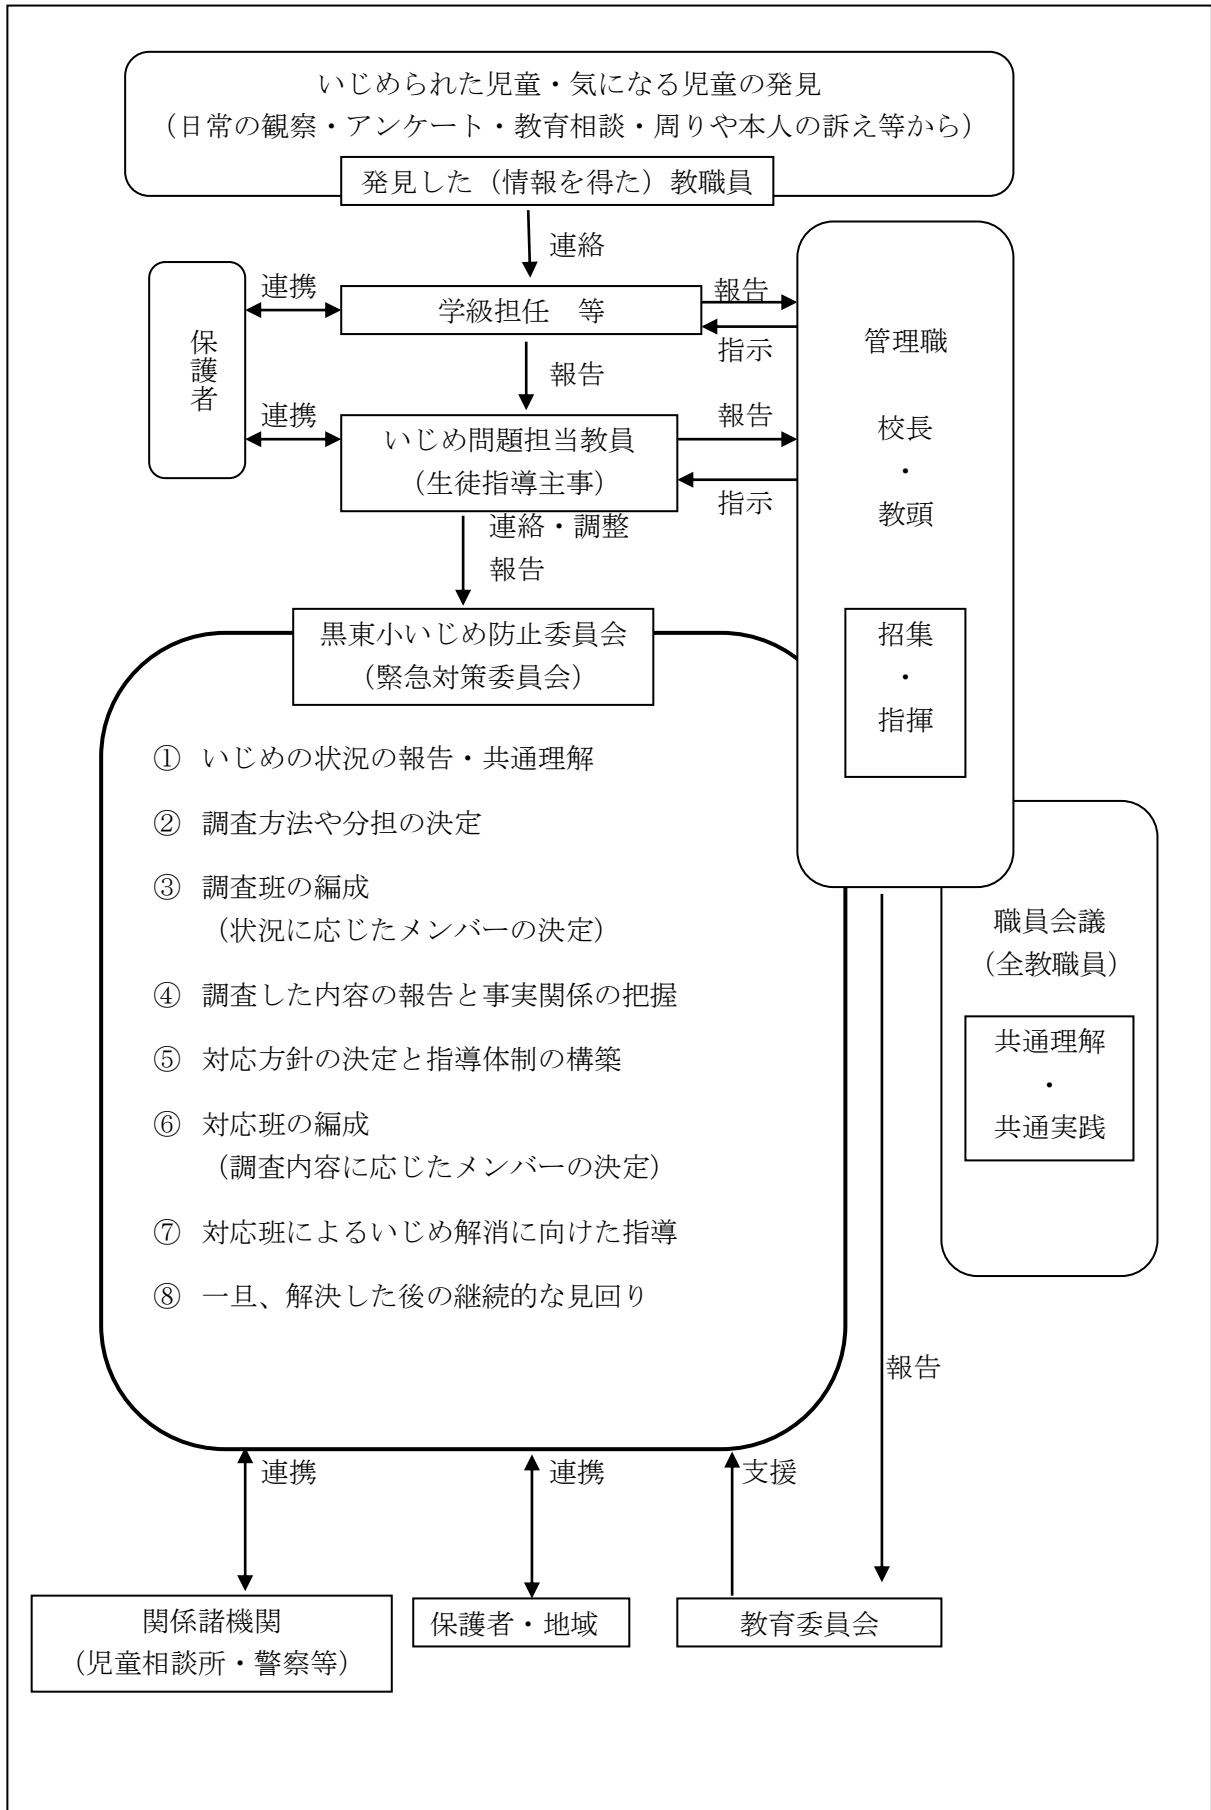 いじめられた児童・気になる児童の発見
（日常の観察・アンケート・教育相談・周りや本人の訴え等から）
発見した（情報を得た）教職員
連絡
保護者
連携
学級担任　等
報告
指示
報告
連携
いじめ問題担当教員
（生徒指導主事）
報告
指示
連絡・調整
報告
管理職
校長
・
教頭
招集
・
指揮
黒東小いじめ防止委員会
（緊急対策委員会）
①　いじめの状況の報告・共通理解
②　調査方法や分担の決定
③　調査班の編成
（状況に応じたメンバーの決定）
④　調査した内容の報告と事実関係の把握
⑤　対応方針の決定と指導体制の構築
⑥　対応班の編成
（調査内容に応じたメンバーの決定）
⑦　対応班によるいじめ解消に向けた指導
⑧　一旦、解決した後の継続的な見回り
職員会議
（全教職員）
共通理解
・
共通実践
報告
連携
連携
支援
関係諸機関
（児童相談所・警察等）
保護者・地域
教育委員会